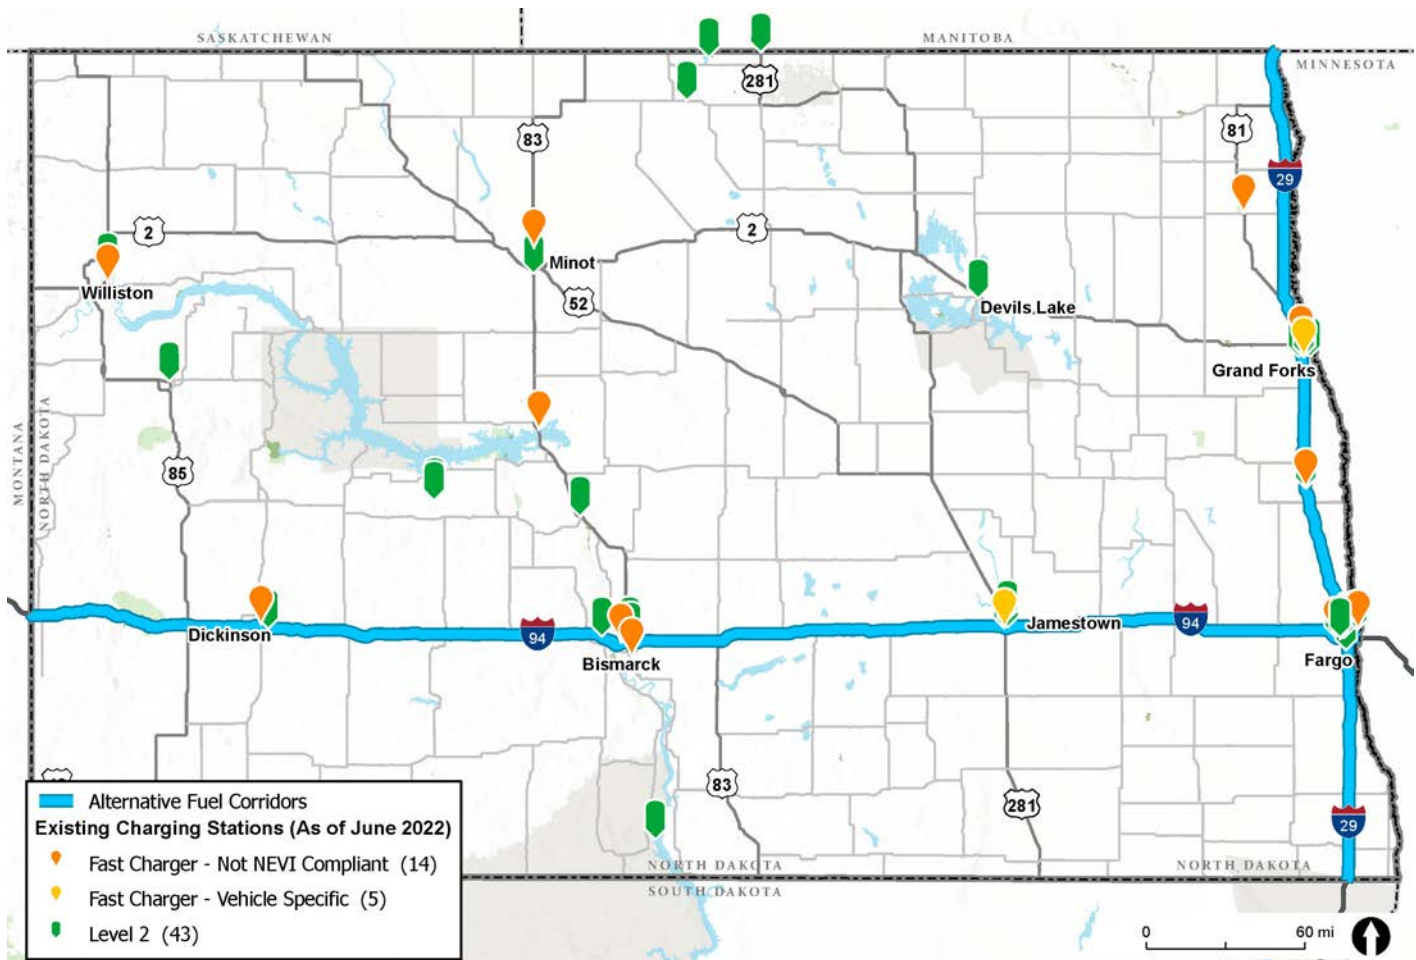 SASKATCHEWAN
MANITOBA
MINNESOTA
281
83
81
29
2
2
Minot
Williston
52
Devils Lake
Grand Forks
MONTANA
NORTH DAKOTA
85
Dickinson
94
Bismarck
Jamestown
94
Fargo
83
281
29
NORTH DAKOTA
SOUTH DAKOTA
NORTH DAKOTA
Alternative Fuel Corridors
Existing Charging Stations (As of June 2022)
Fast Charger - Not NEVI Compliant (14)
Fast Charger - Vehicle Specific (5)
Level 2 (43)
0 60 mi